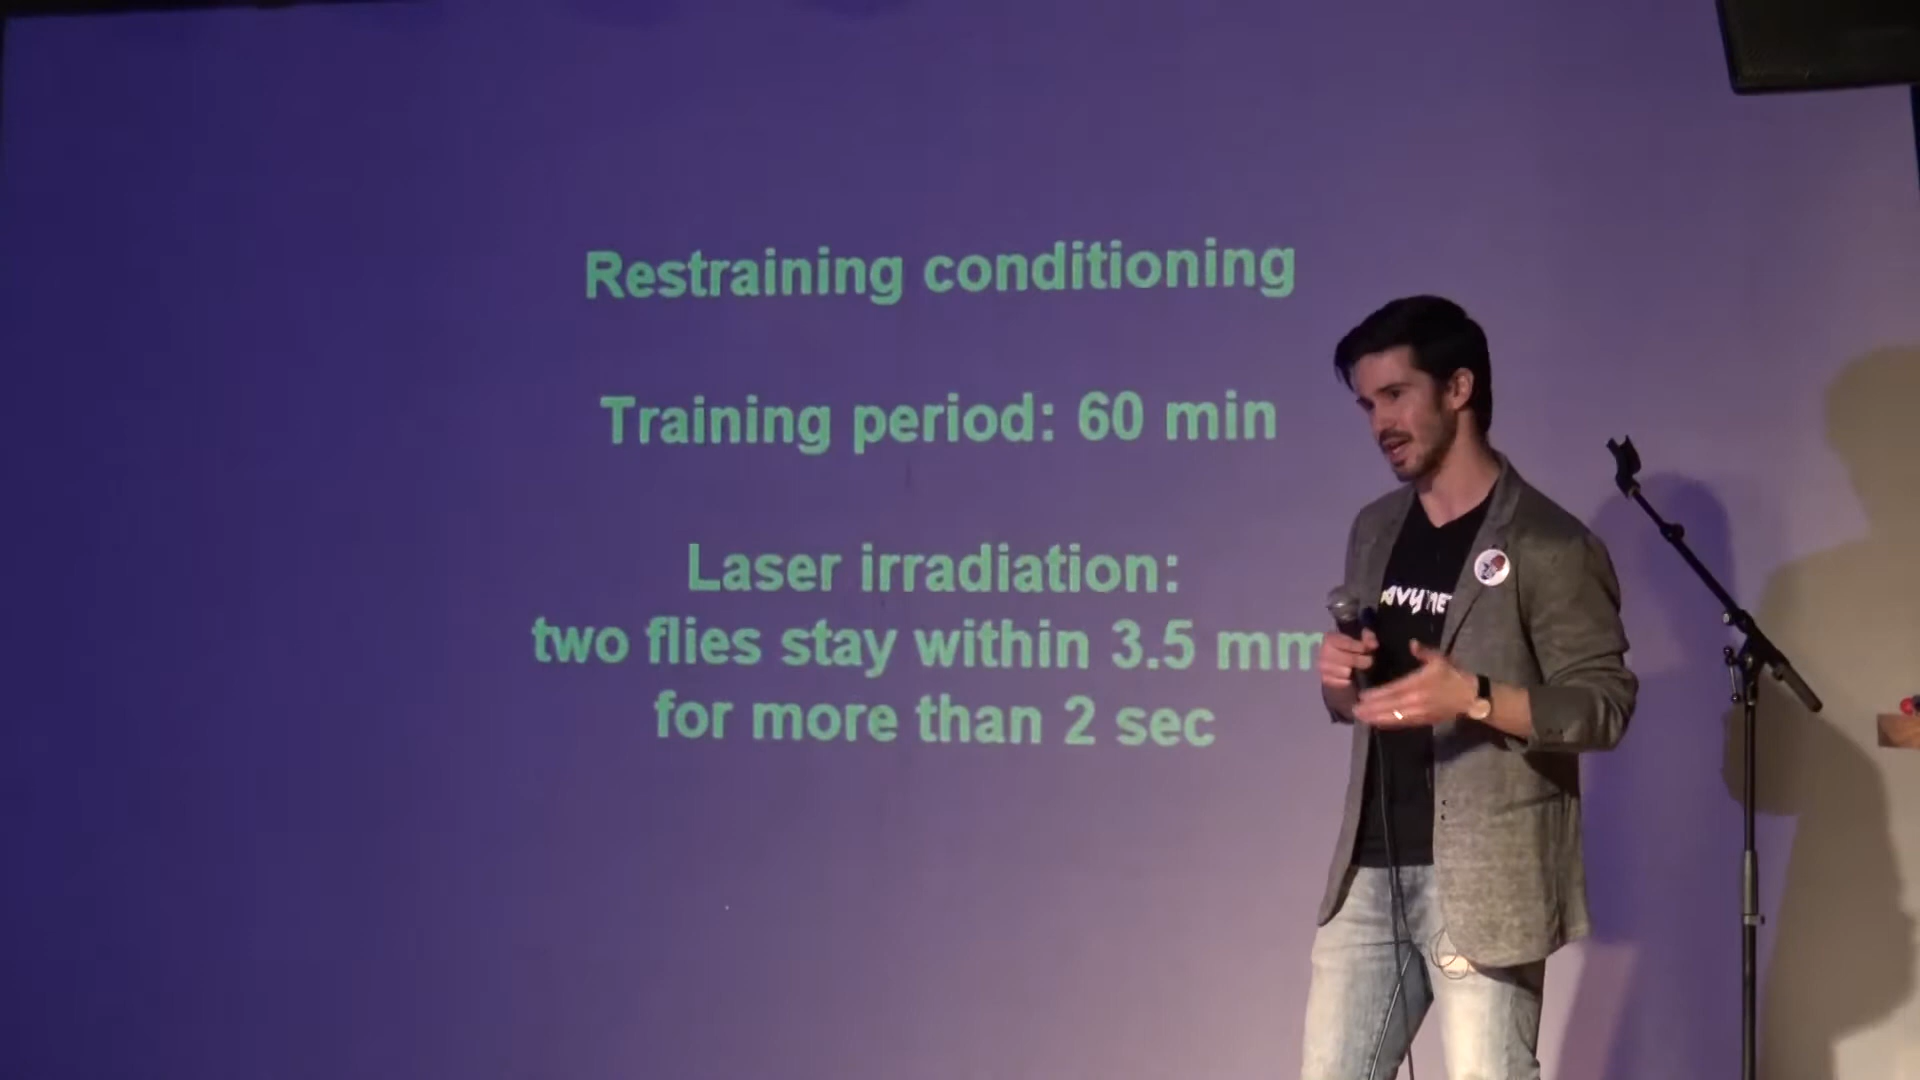 Restraining conditioning
Training period: 60 min
Laser irradiation:
two flies stay within 3.5 mm
for more than 2 sec